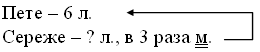 Пете – 6 л.
Сереже – ? л., в 3 раза м.